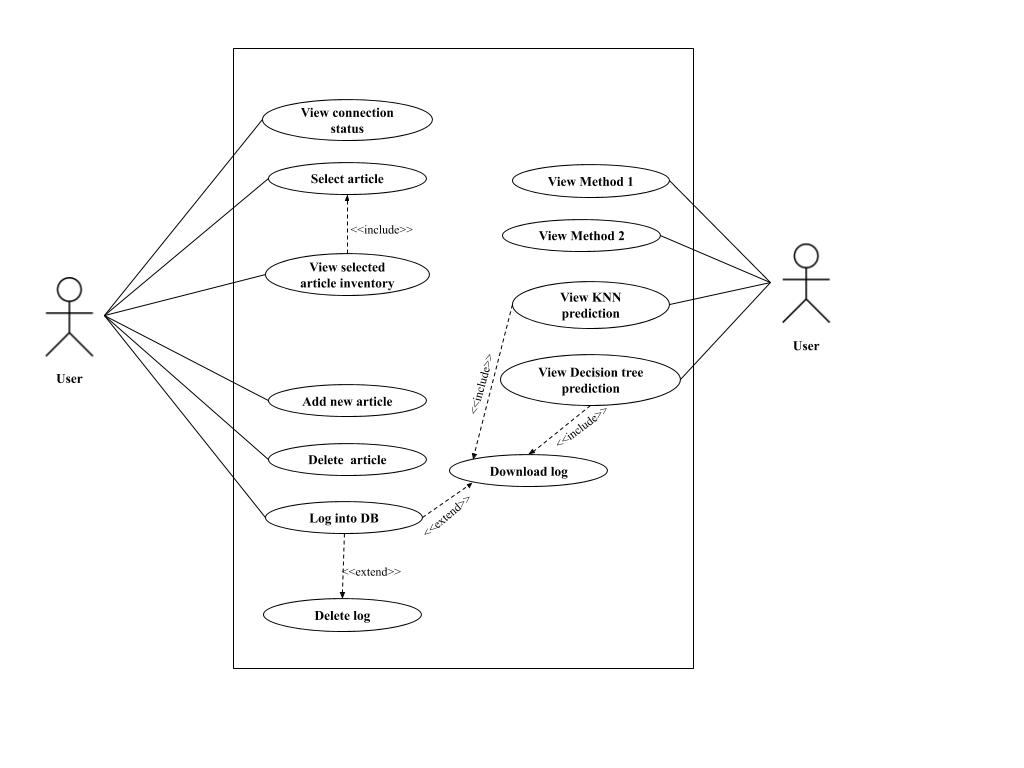 View connection
status
Select article
<<include>>
View selected
article inventory
User
Add new article
Delete  article
Log into DB
<<extend>>
Delete log
View Method 1
View Method 2
View KNN
prediction
View Decision tree
prediction
<<include>>
<<include>>
Download log
<<extend>>
User